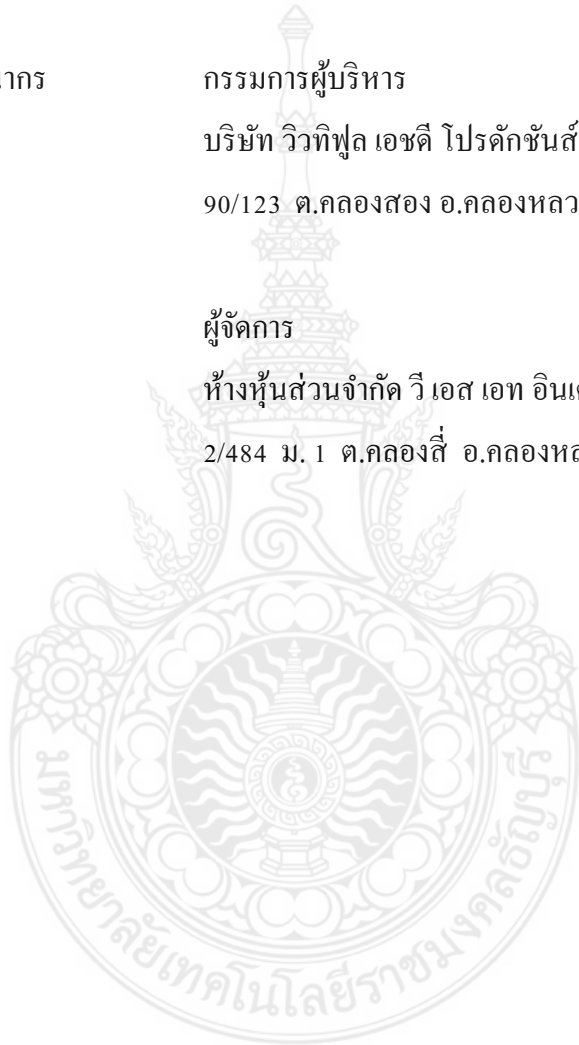 นากร กรรมการผู้บริหาร
บริษัท วิวทิฟูล เอชดี โปรดักชันส์
90/123 ต.คลองสอง อ.คลองหลว
ผู้จัดการ
ห้างหุ้นส่วนจำกัด วี เอส เอท อินเ
2/484 ม. 1 ต.คลองสี่ อ.คลองหล
มหาวิทยาลัยเทคโนโลยีราชมงคลธัญบุรี